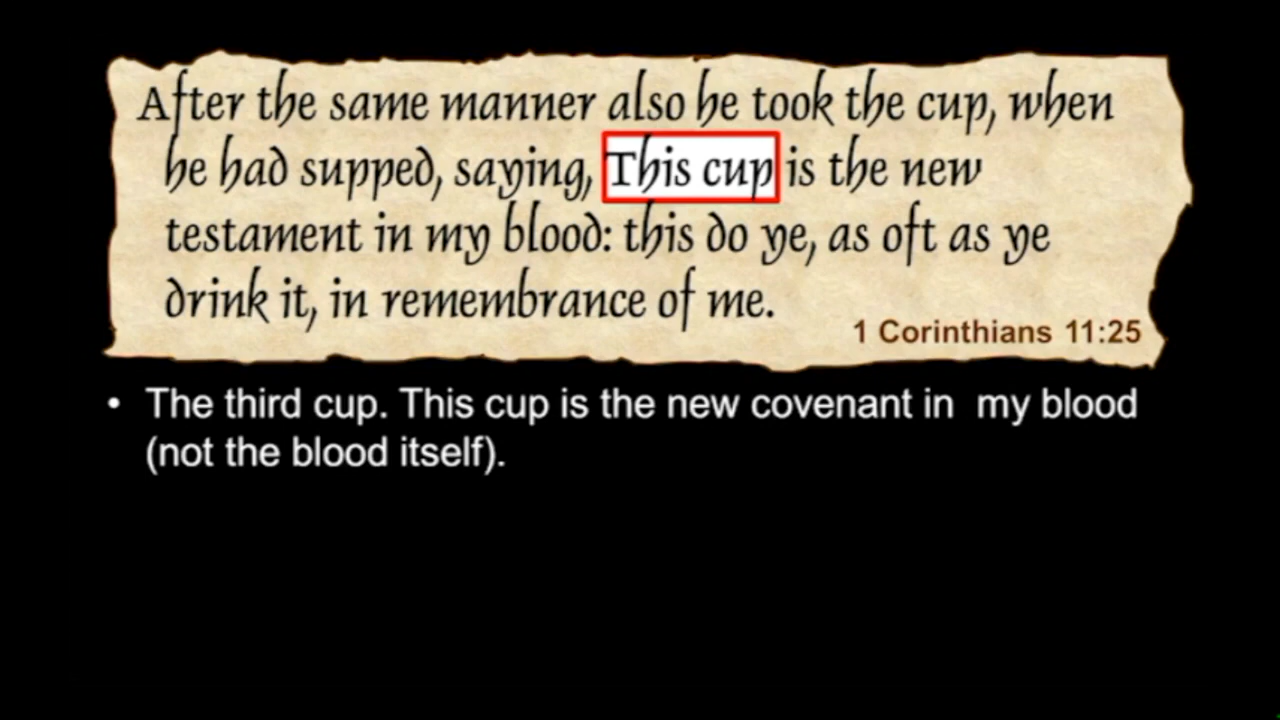 After the same manner also he took the cup, when
he had supped, saying, This cup is the new
testament in my blood: this do ye, as oft as ye
drink it, in remembrance of me.
1 Corinthians 11:25
• The third cup. This cup is the new covenant in  my blood
(not the blood itself).